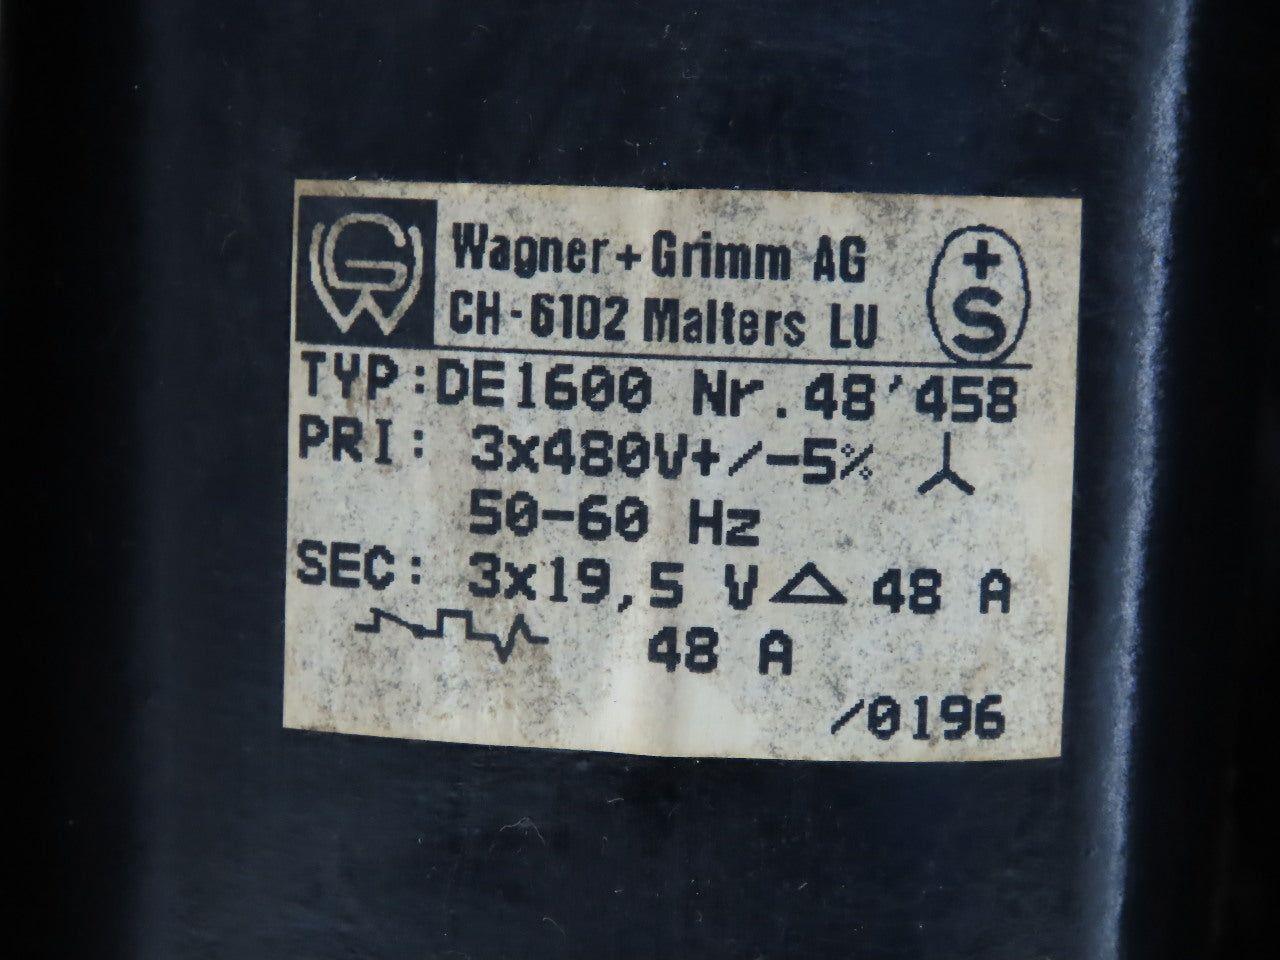 GW
Wagner + Grimm AG
CH - 6102 Malters LU
+S
TYP:DE1600 Nr.48'458
PRI: 3x480V+/-5%
50-60 Hz
SEC: 3x19,5 V △ 48 A
48 A
/0196